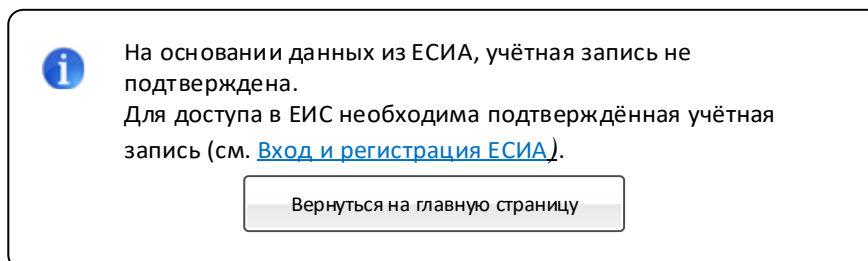 На основании данных из ЕСИА, учётная запись не
подтверждена.
Для доступа в ЕИС необходима подтверждённая учётная
запись (см. Вход и регистрация ЕСИА).
Вернуться на главную страницу